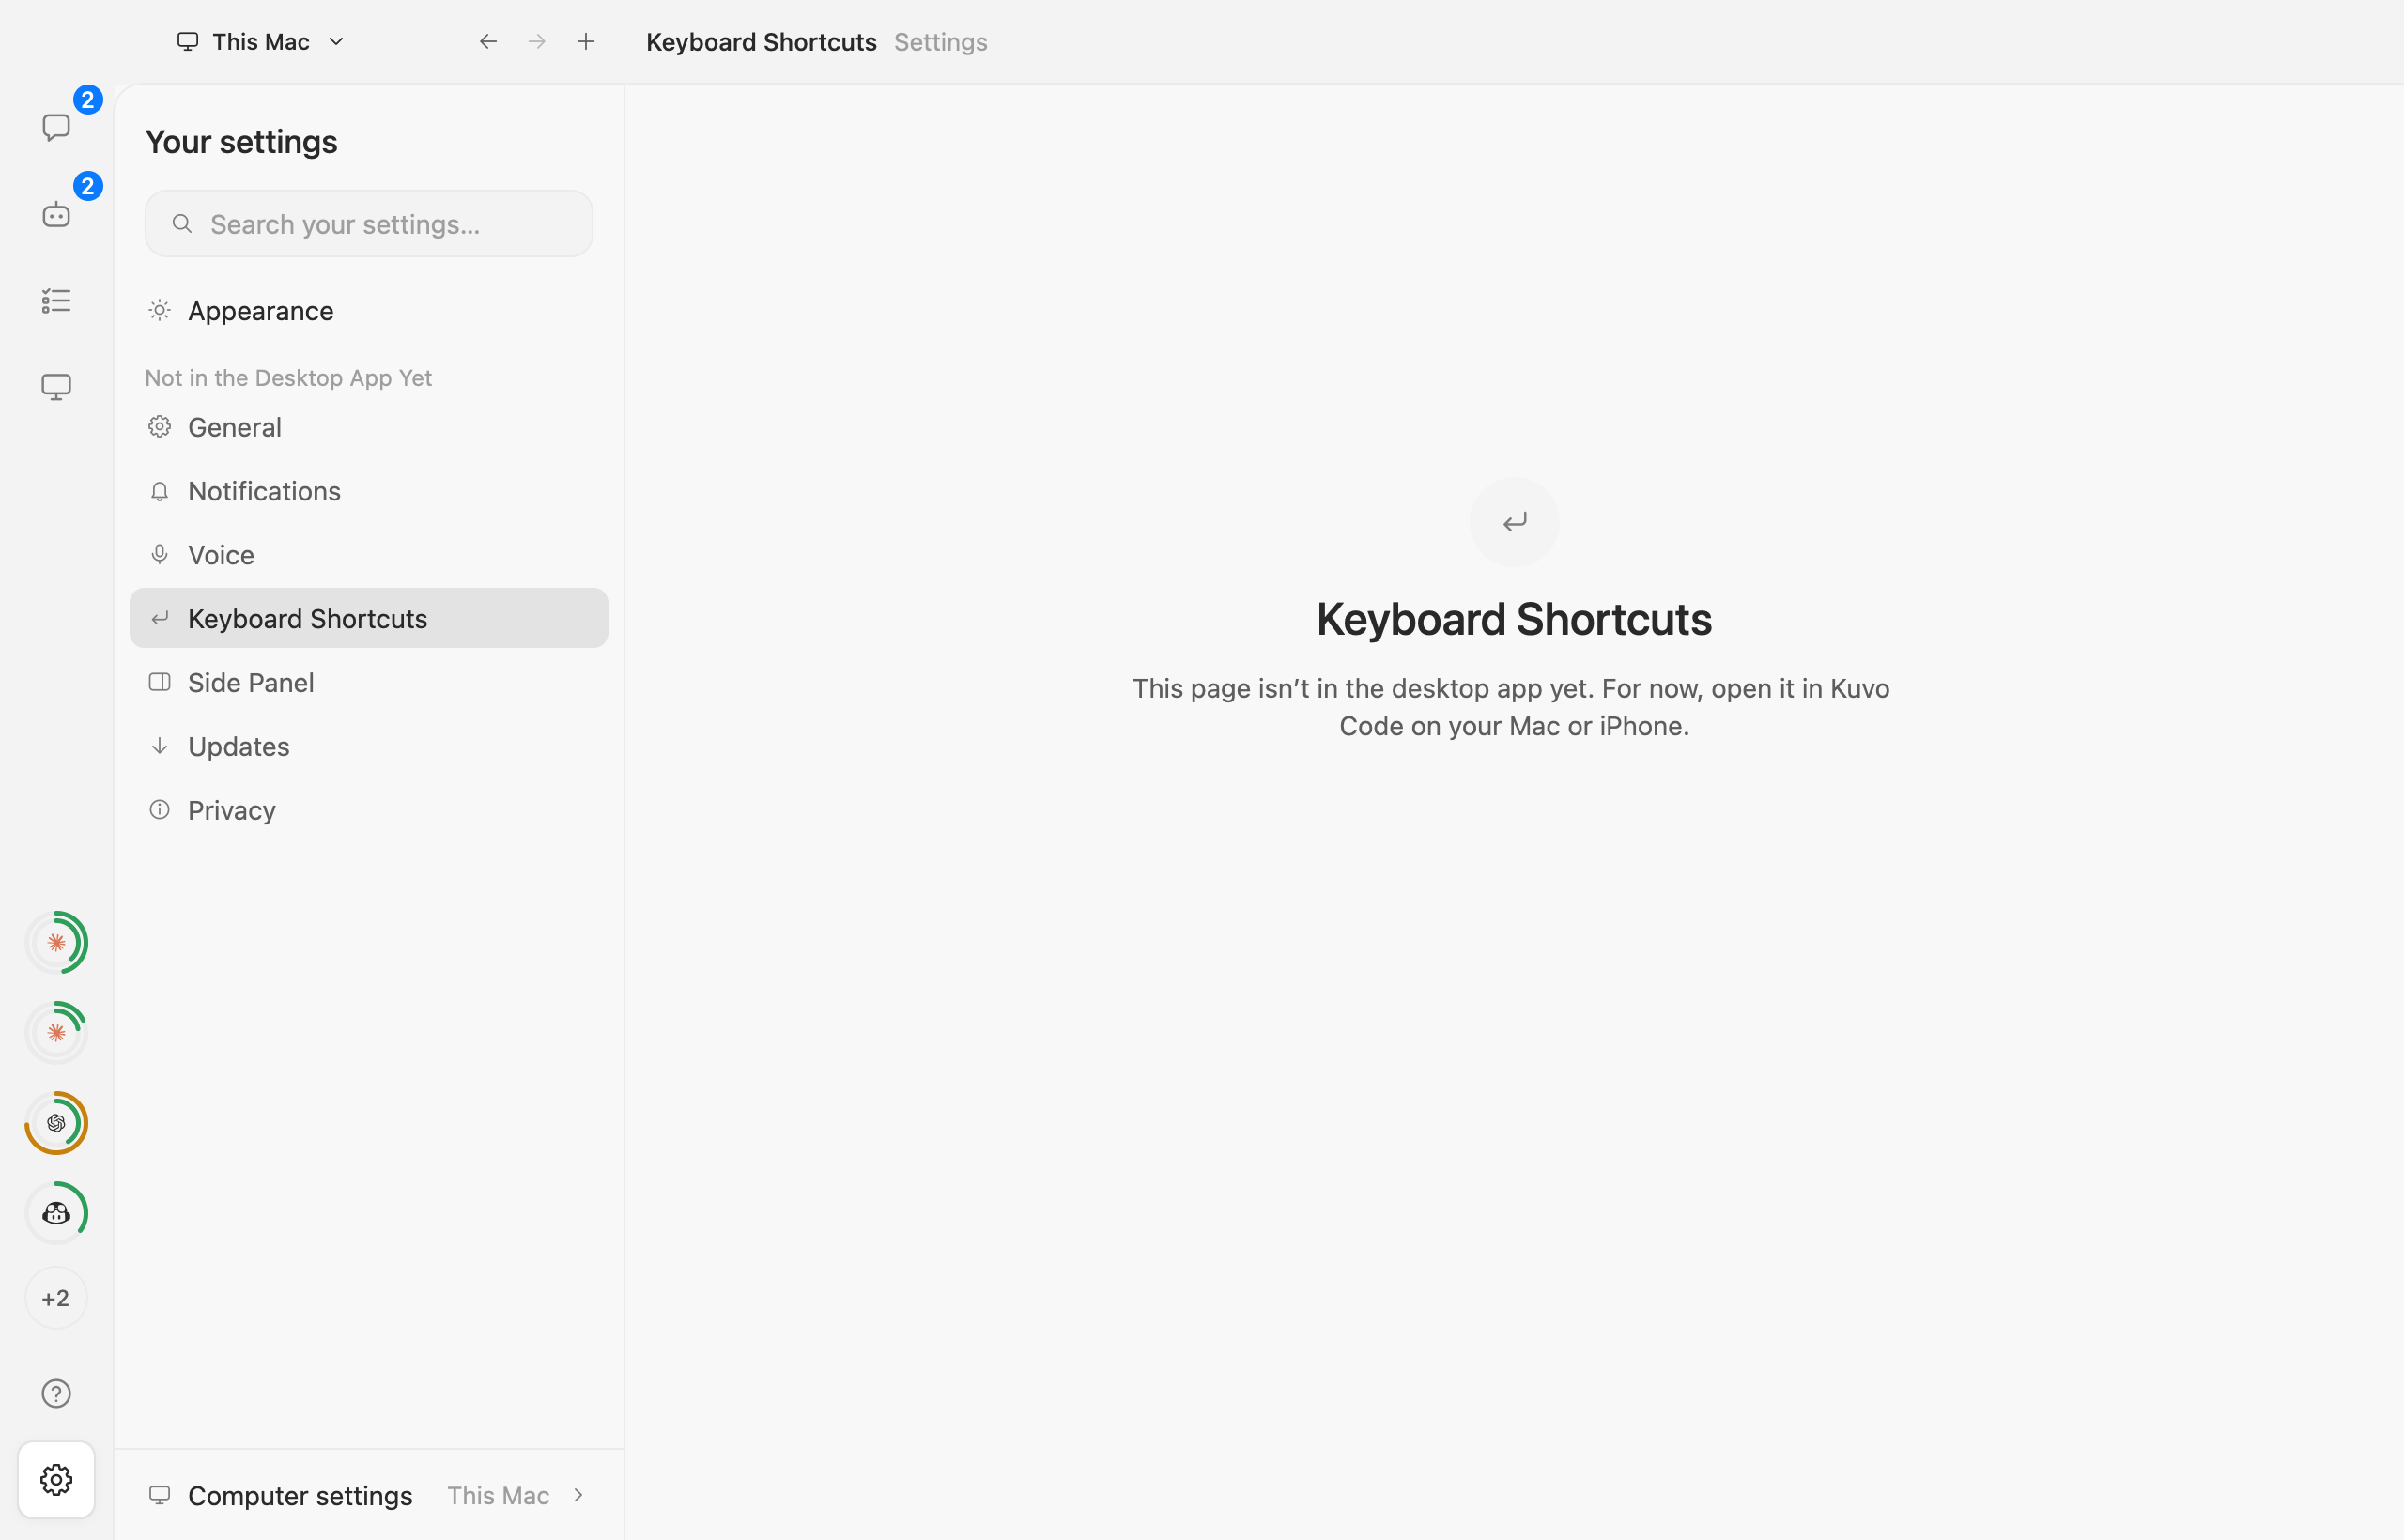 This Mac
Keyboard Shortcuts Settings
2
2
Your settings
Search your settings...
Appearance
Not in the Desktop App Yet
General
Notifications
Voice
Keyboard Shortcuts
Side Panel
Updates
Privacy
+2
Computer settings This Mac
Keyboard Shortcuts
This page isn’t in the desktop app yet. For now, open it in Kuvo
Code on your Mac or iPhone.